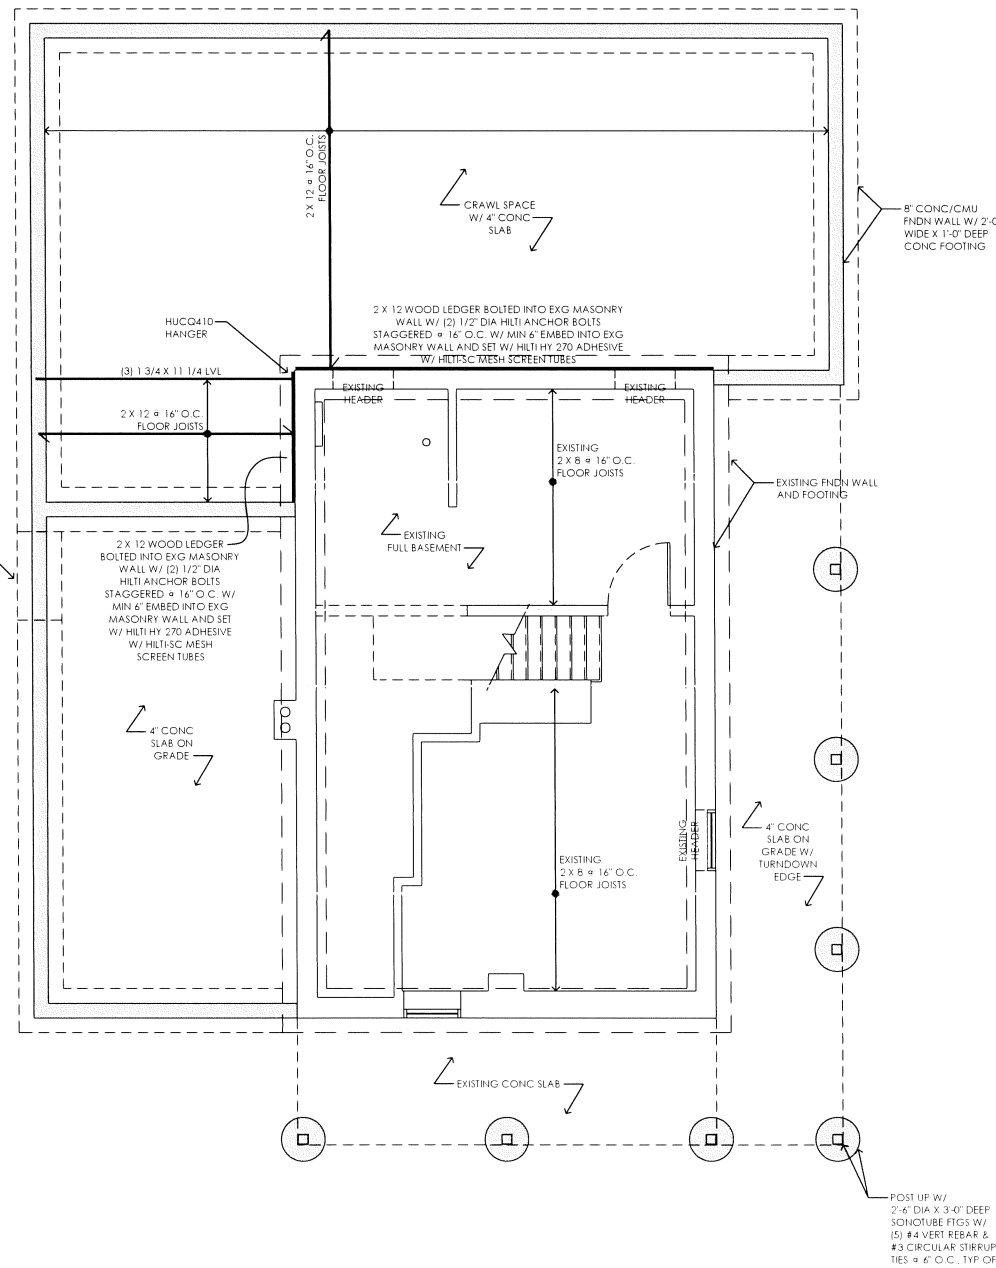 2 X 12 @ 16" O.C.
FLOOR JOISTS
CRAWL SPACE
W/ 4" CONC
SLAB
8" CONC/CMU
FNDN WALL W/ 2'-0
WIDE X 1'-0" DEEP
CONC FOOTING
HUCQ410
HANGER
2 X 12 WOOD LEDGER BOLTED INTO EXG MASONRY
WALL W/ (2) 1/2" DIA HILTI ANCHOR BOLTS
STAGGERED @ 16" O.C. W/ MIN 6" EMBED INTO EXG
MASONRY WALL AND SET W/ HILTI HY 270 ADHESIVE
W/ HILTI-SC MESH SCREEN TUBES
(3) 1 3/4 X 11 1/4 LVL
EXISTING
HEADER
EXISTING
HEADER
2 X 12 @ 16" O.C.
FLOOR JOISTS
EXISTING
2 X 8 @ 16" O.C.
FLOOR JOISTS
EXISTING FNDN WALL
AND FOOTING
EXISTING
FULL BASEMENT
2 X 12 WOOD LEDGER
BOLTED INTO EXG MASONRY
WALL W/ (2) 1/2" DIA
HILTI ANCHOR BOLTS
STAGGERED @ 16" O.C. W/
MIN 6" EMBED INTO EXG
MASONRY WALL AND SET
W/ HILTI HY 270 ADHESIVE
W/ HILTI-SC MESH
SCREEN TUBES
4" CONC
SLAB ON
GRADE
EXISTING
HEADER
4" CONC
SLAB ON
GRADE W/
TURNDOWN
EDGE
EXISTING
2 X 8 @ 16" O.C.
FLOOR JOISTS
EXISTING CONC SLAB
POST UP W/
2'-6" DIA X 3'-0" DEEP
SONOTUBE FTGS W/
(5) #4 VERT REBAR &
#3 CIRCULAR STIRRUP
TIES @ 6" O.C., TYP OF